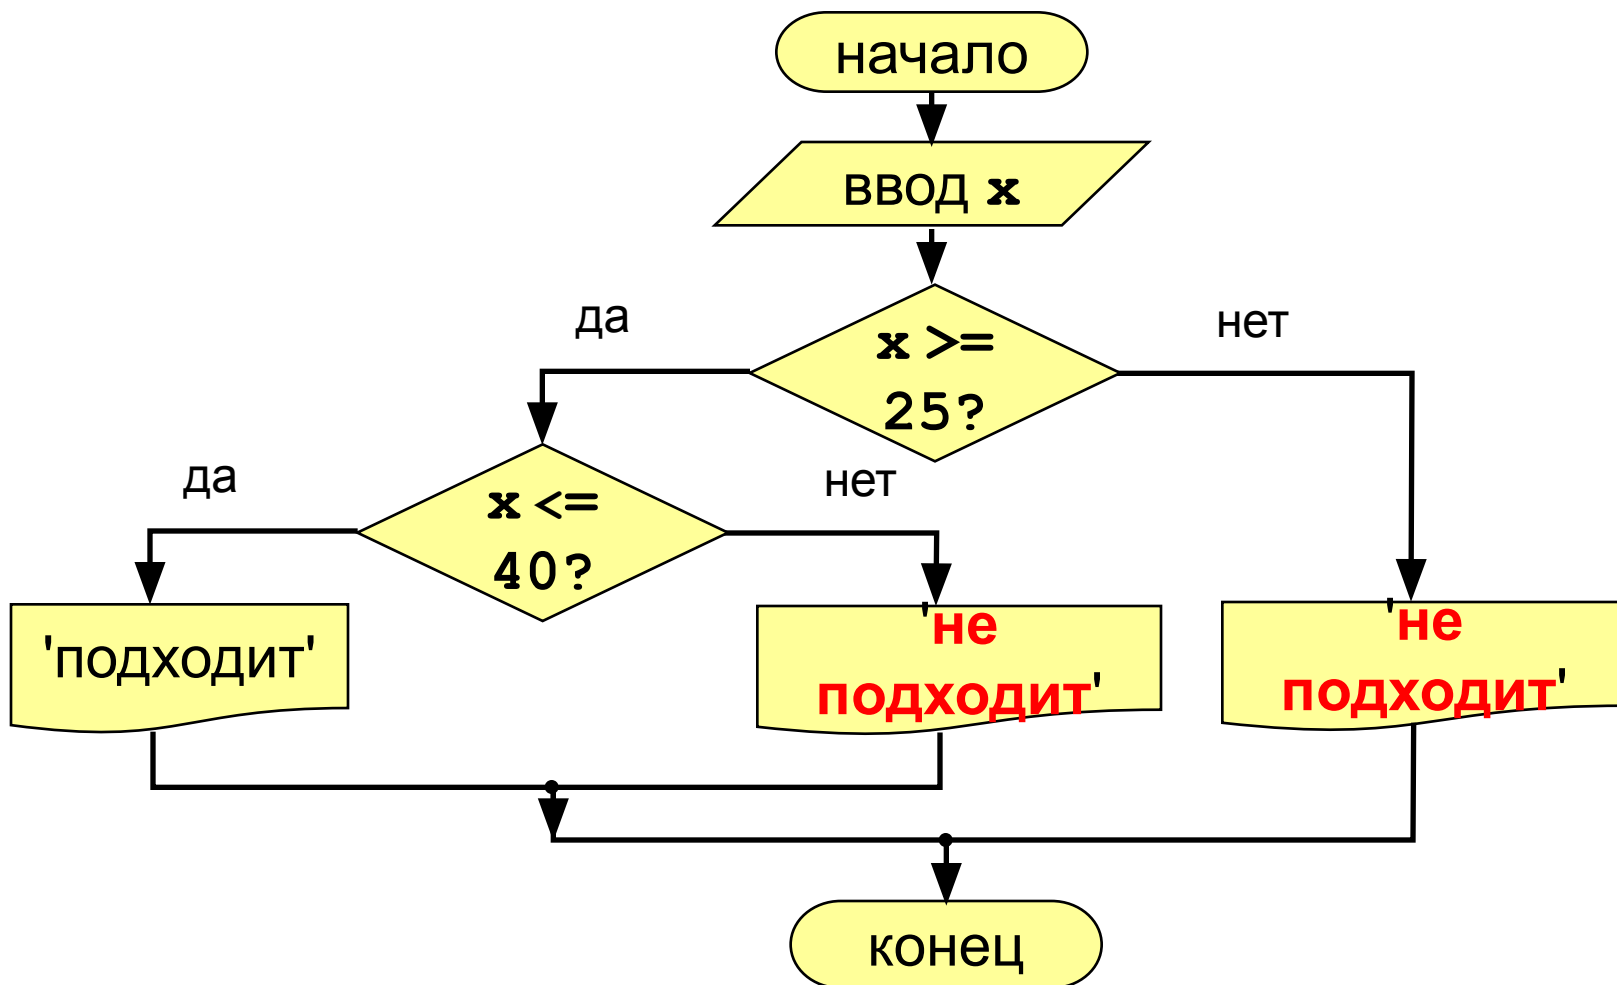 начало
ввод x
да
нет
x >=
25?
да
нет
x <=
40?
'подходит'
'не
подходит'
'не
подходит'
конец